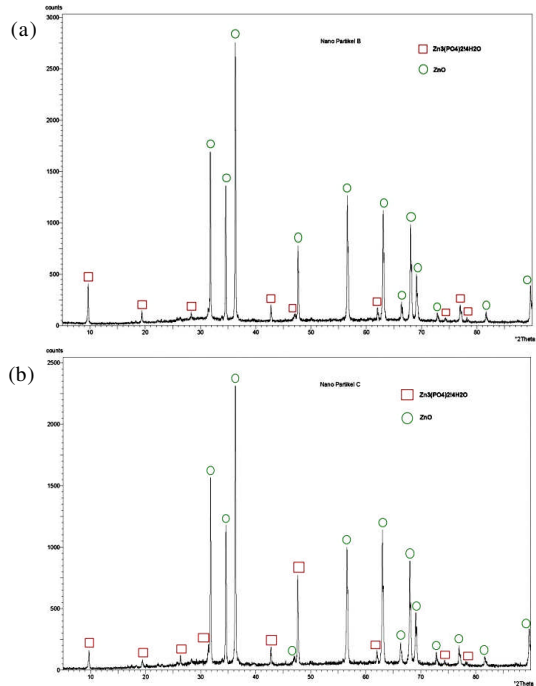 (a)
counts
3000
Nano Partikel B
Zn3(PO4)2!4H2O
ZnO
2500
2000
1500
1000
500
0
10 20 30 40 50 60 70 80 °2Theta
(b)
counts
2500
Nano Partikel C
Zn3(PO4)2!4H2O
ZnO
2000
1500
1000
500
0
10 20 30 40 50 60 70 80 °2Theta